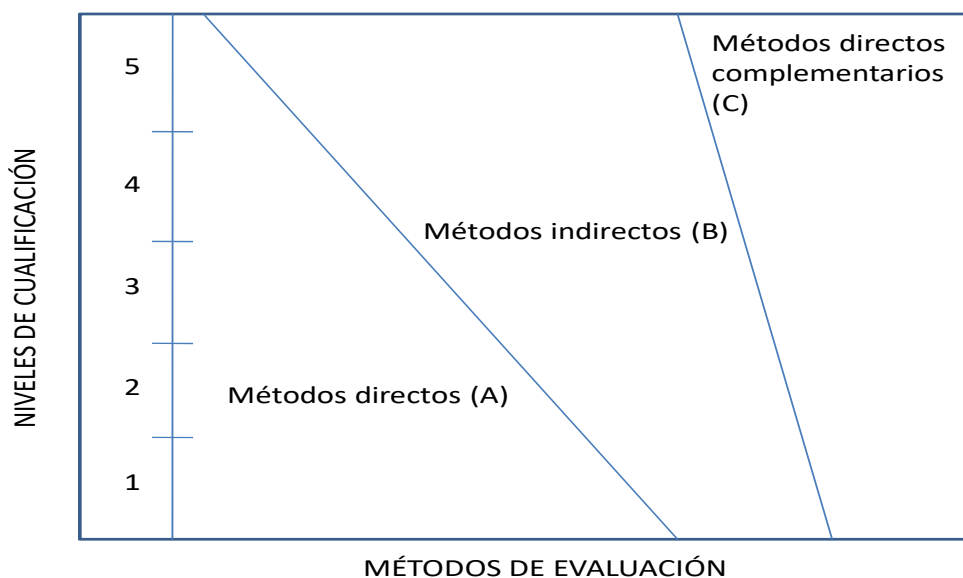 Métodos directos
complementarios
(C)
5
4
Métodos indirectos (B)
3
2
Métodos directos (A)
1
NIVELES DE CUALIFICACIÓN
MÉTODOS DE EVALUACIÓN